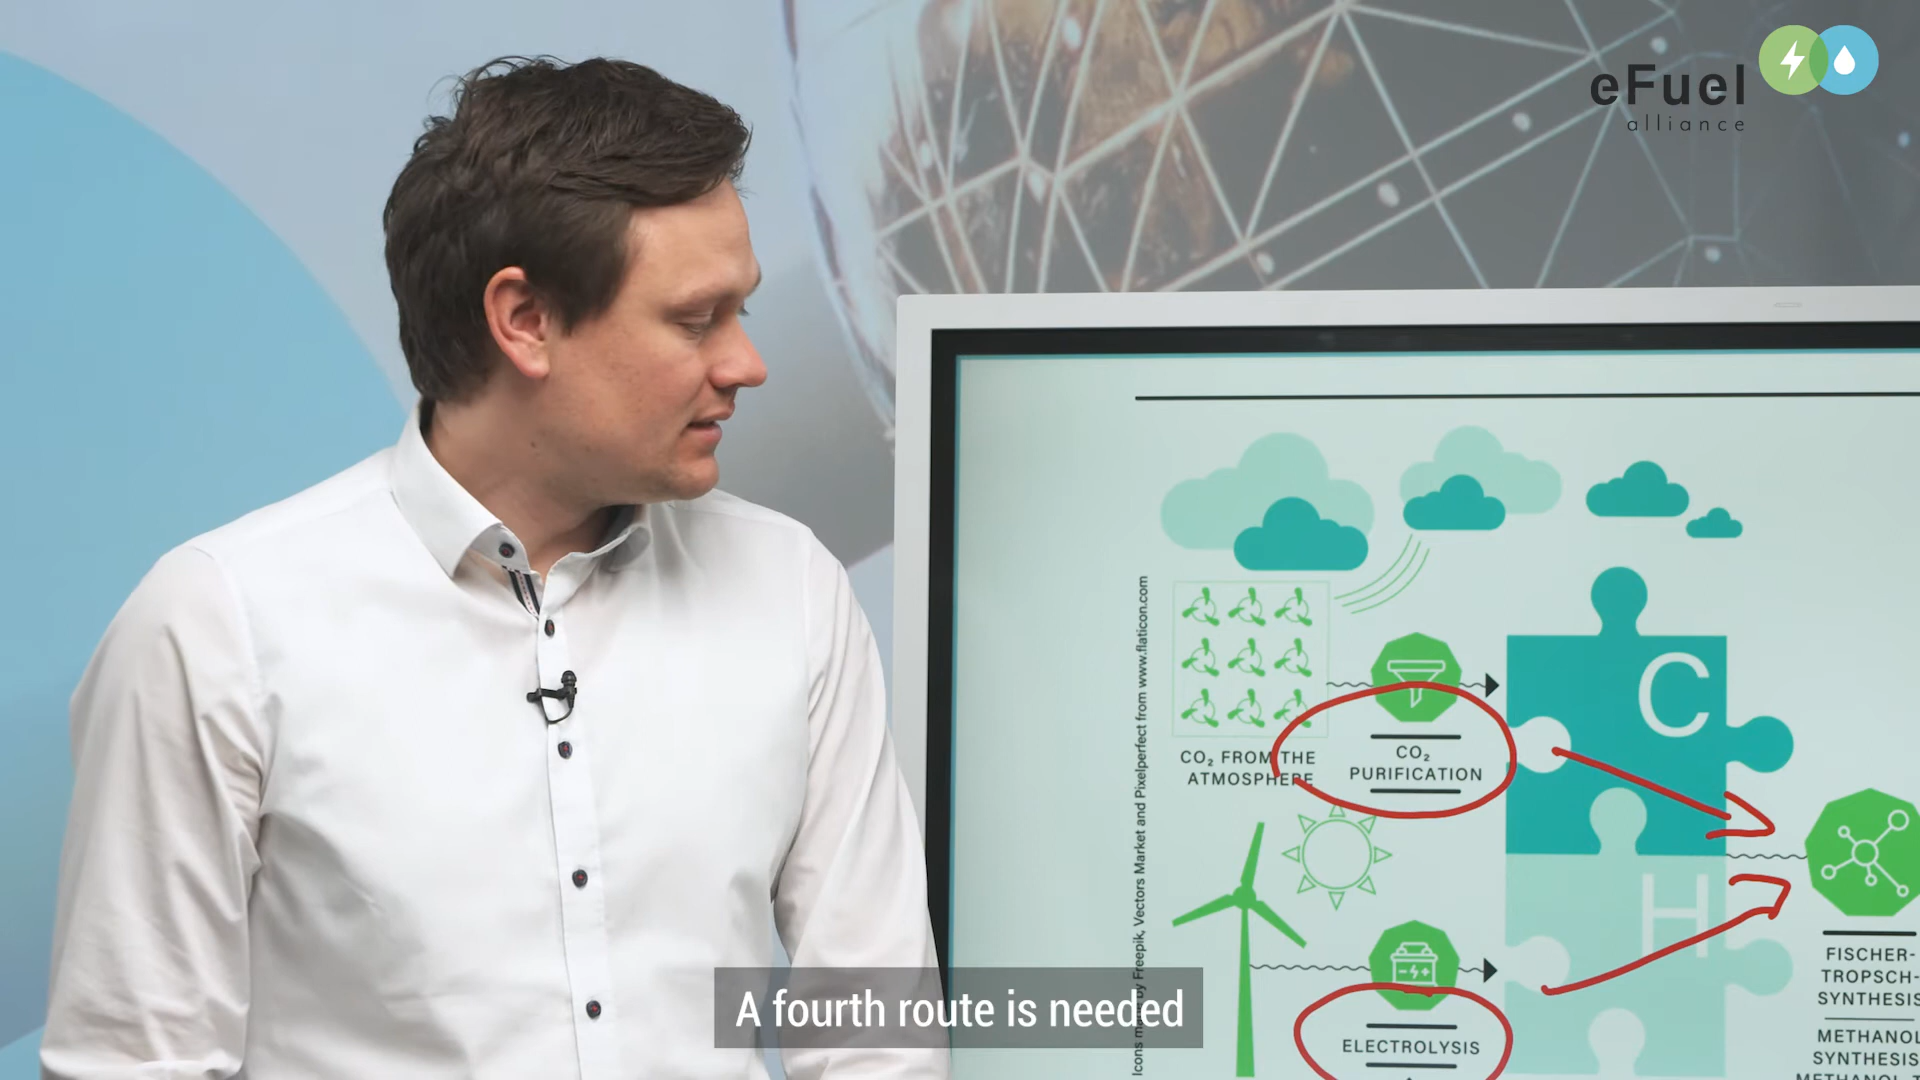 eFuel
alliance
Icons made by Freepik, Vectors Market and Pixelperfect from www.flaticon.com
CO₂ FROM THE
ATMOSPHERE
CO₂
PURIFICATION
C
H
ELECTROLYSIS
FISCHER-
TROPSCH-
SYNTHESIS
METHANOL
SYNTHESIS
METHANOL-T
A fourth route is needed